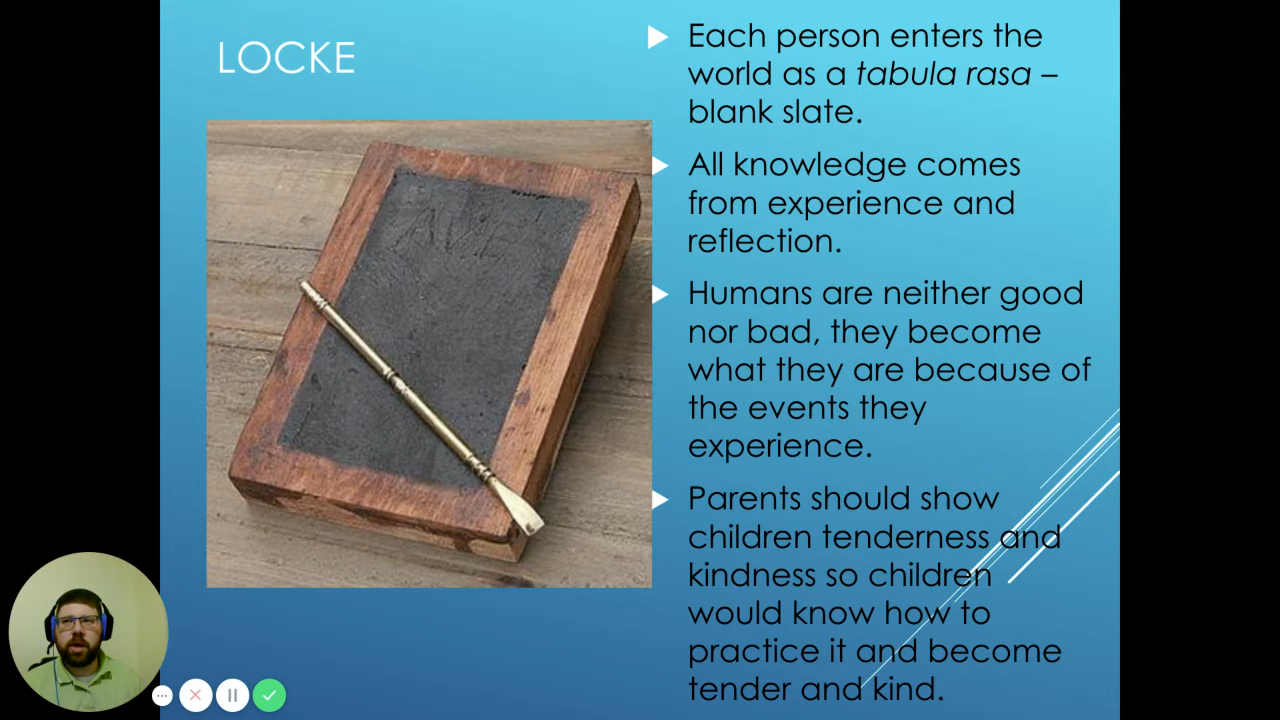 LOCKE
Each person enters the
world as a tabula rasa –
blank slate.
All knowledge comes
from experience and
reflection.
Humans are neither good
nor bad, they become
what they are because of
the events they
experience.
Parents should show
children tenderness and
kindness so children
would know how to
practice it and become
tender and kind.